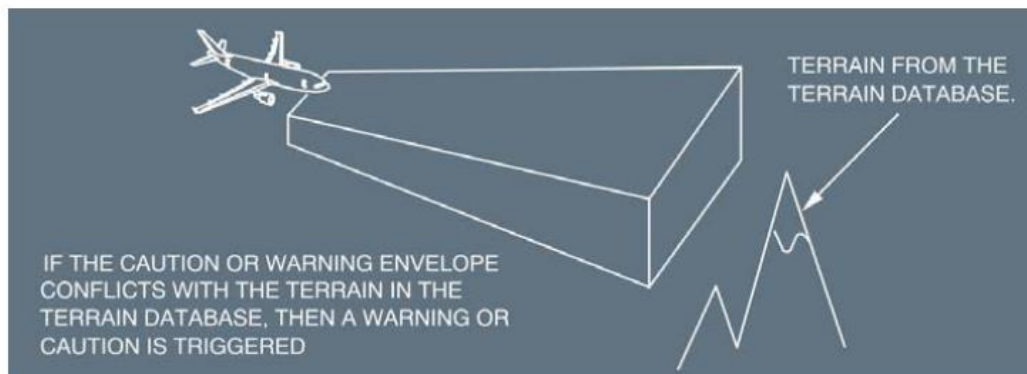 TERRAIN FROM THE
TERRAIN DATABASE.
IF THE CAUTION OR WARNING ENVELOPE
CONFLICTS WITH THE TERRAIN IN THE
TERRAIN DATABASE, THEN A WARNING OR
CAUTION IS TRIGGERED